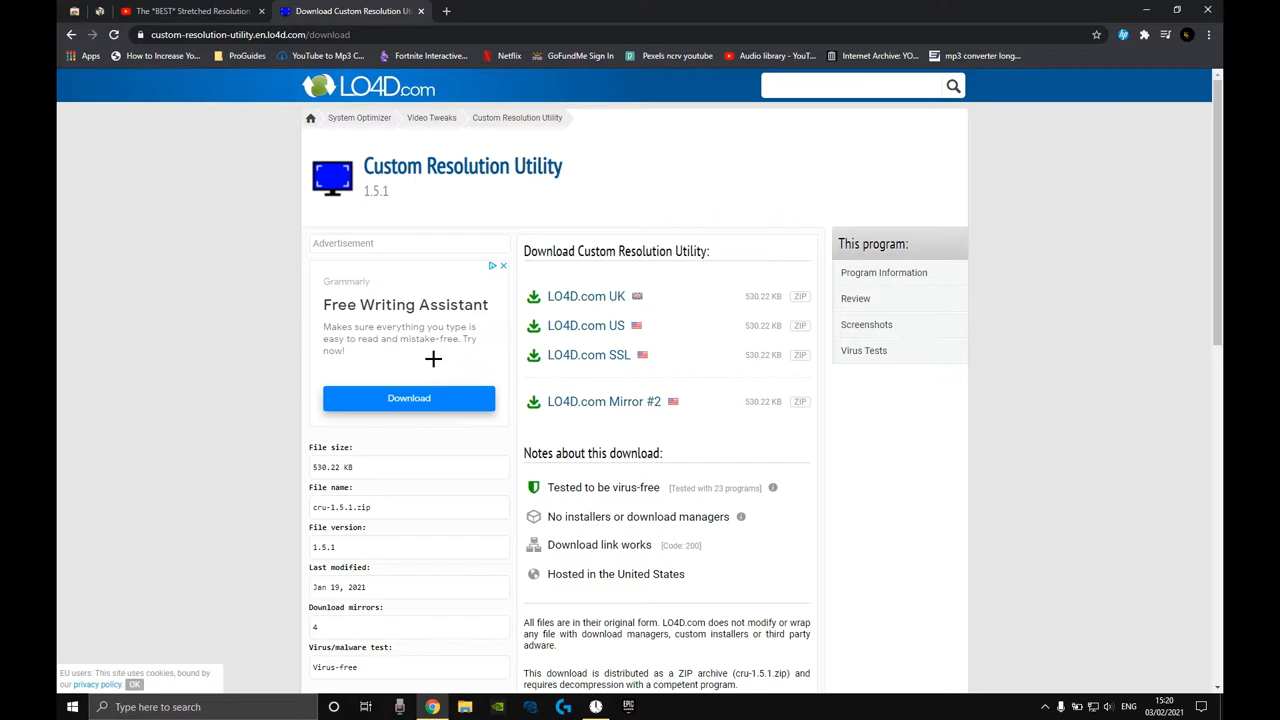 The *BEST* Stretched Resolution
Download Custom Resolution Ut
custom-resolution-utility.en.lo4d.com/download
Apps
How to Increase Your...
ProGuides
YouTube to Mp3 C...
Fortnite Interactive...
Netflix
GoFundMe Sign In
Pexels ncrv youtube
Audio library - YouT...
Internet Archive: YO...
mp3 converter long...
LO4D.com
System Optimizer
Video Tweaks
Custom Resolution Utility
Custom Resolution Utility
1.5.1
Advertisement
Grammarly
Free Writing Assistant
Makes sure everything you type is
easy to read and mistake-free. Try
now!
Download
File size:
530.22 KB
File name:
cru-1.5.1.zip
File version:
1.5.1
Last modified:
Jan 19, 2021
Download mirrors:
4
Virus/malware test:
Virus-free
Download Custom Resolution Utility:
LO4D.com UK 530.22 KB ZIP
LO4D.com US 530.22 KB ZIP
LO4D.com SSL 530.22 KB ZIP
LO4D.com Mirror #2 530.22 KB ZIP
Notes about this download:
Tested to be virus-free [Tested with 23 programs]
No installers or download managers
Download link works [Code: 200]
Hosted in the United States
All files are in their original form. LO4D.com does not modify or wrap
any file with download managers, custom installers or third party
adware.
This download is distributed as a ZIP archive (cru-1.5.1.zip) and
requires decompression with a competent program.
This program:
Program Information
Review
Screenshots
Virus Tests
EU users: This site uses cookies, bound by
our privacy policy. OK
Type here to search
EPIC
ENG
15:20
03/02/2021